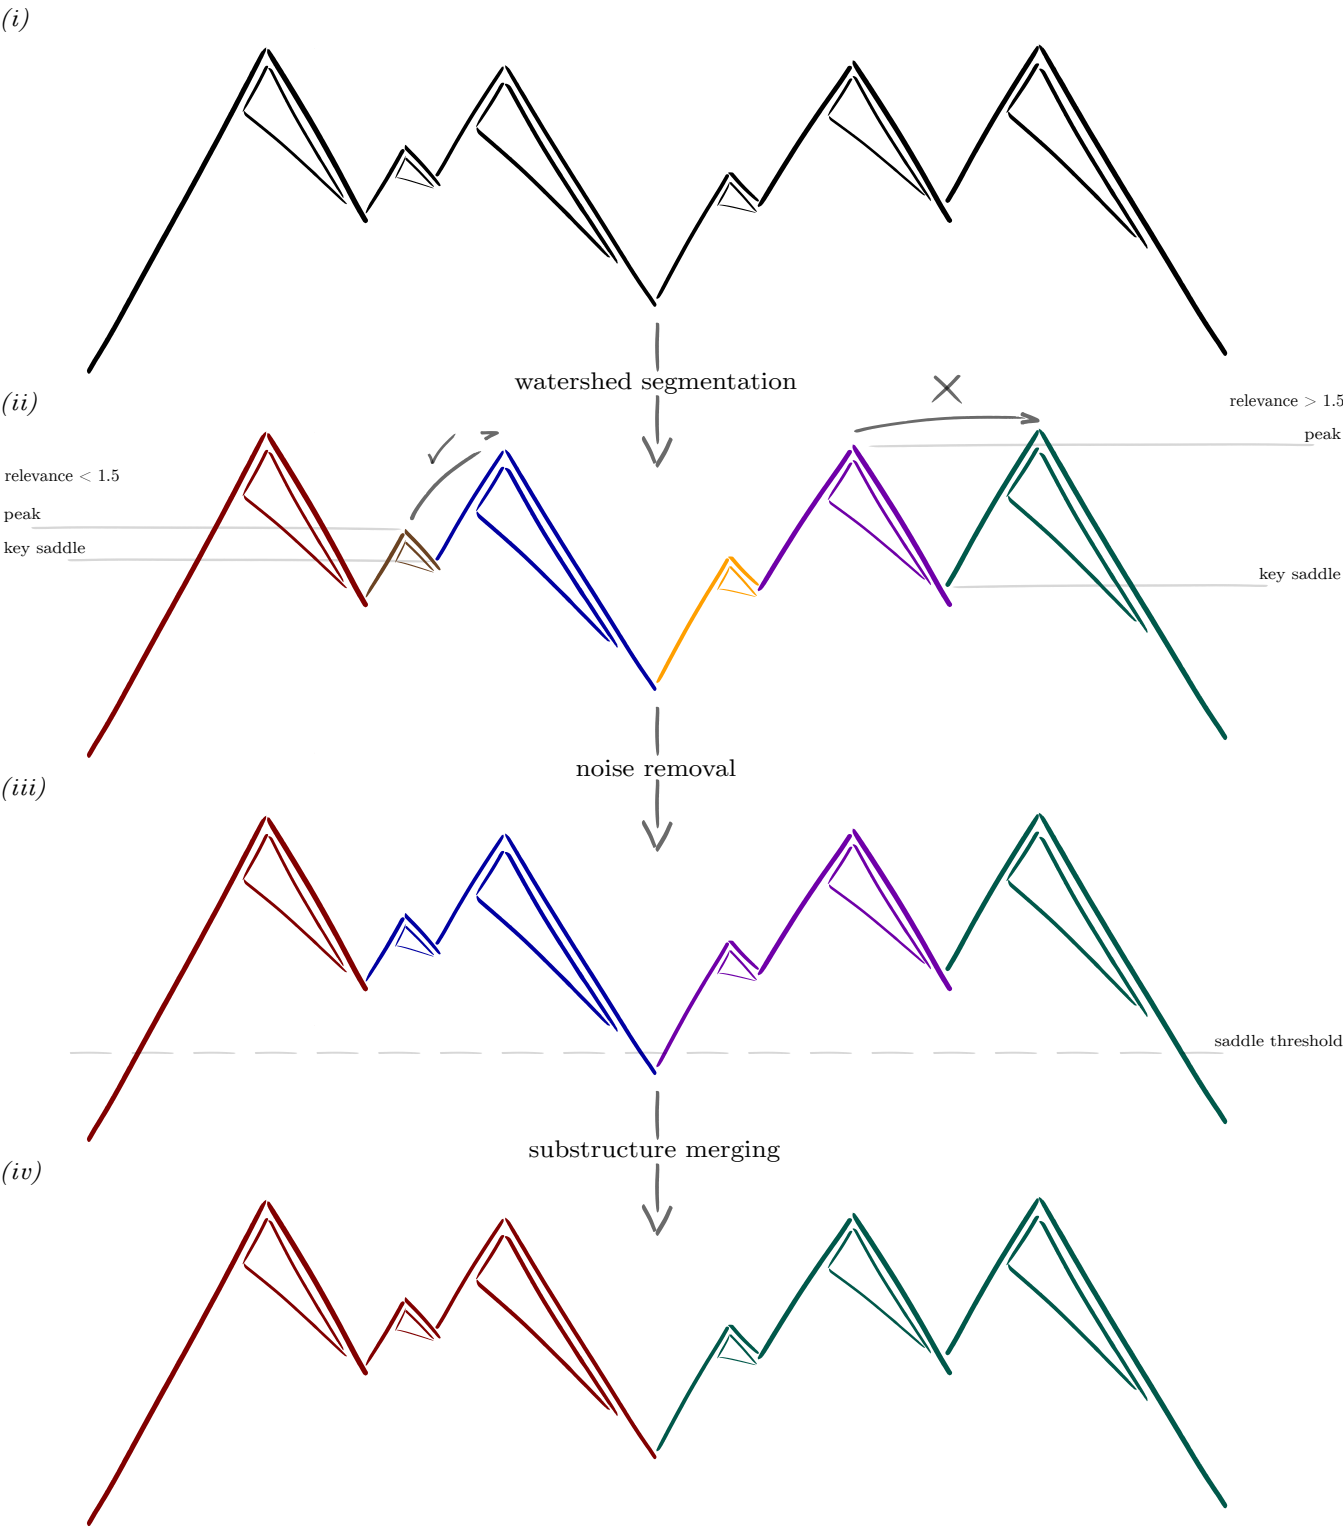 (i)
watershed segmentation
(ii)
relevance > 1.5
peak
relevance < 1.5
peak
key saddle
key saddle
noise removal
(iii)
saddle threshold
substructure merging
(iv)